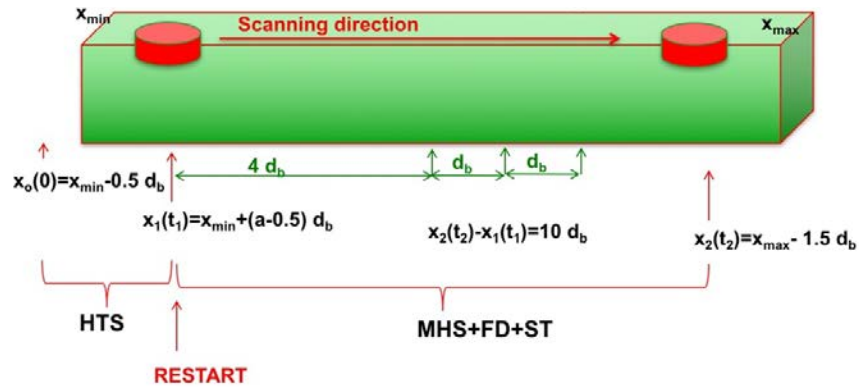 x_min
Scanning direction
x_max
4 d_b
d_b
d_b
x_o(0)=x_min-0.5 d_b
x_1(t_1)=x_min+(a-0.5) d_b
x_2(t_2)-x_1(t_1)=10 d_b
x_2(t_2)=x_max- 1.5 d_b
HTS
MHS+FD+ST
RESTART